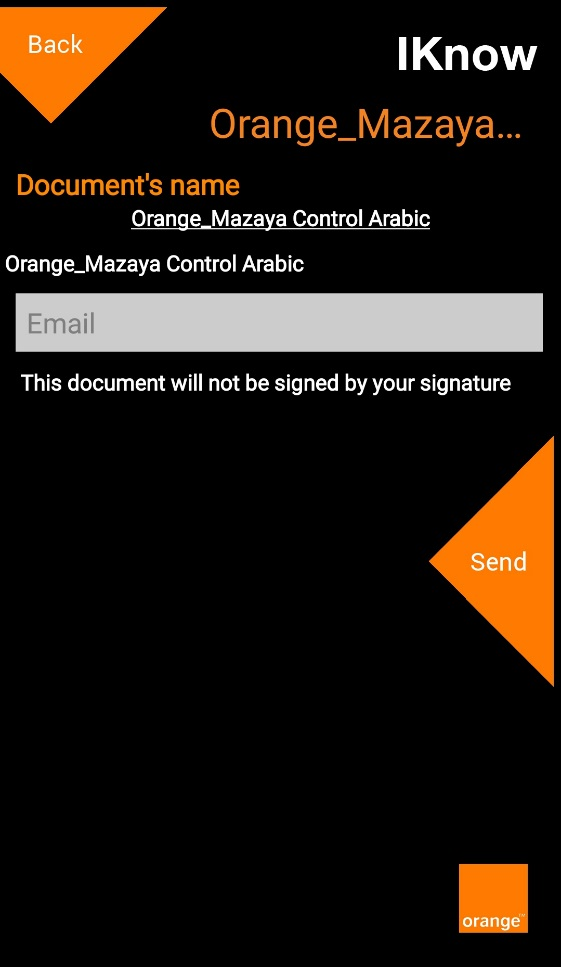 Back
IKnow
Orange_Mazaya...
Document's name
Orange_Mazaya Control Arabic
Orange_Mazaya Control Arabic
Email
This document will not be signed by your signature
Send
orange™